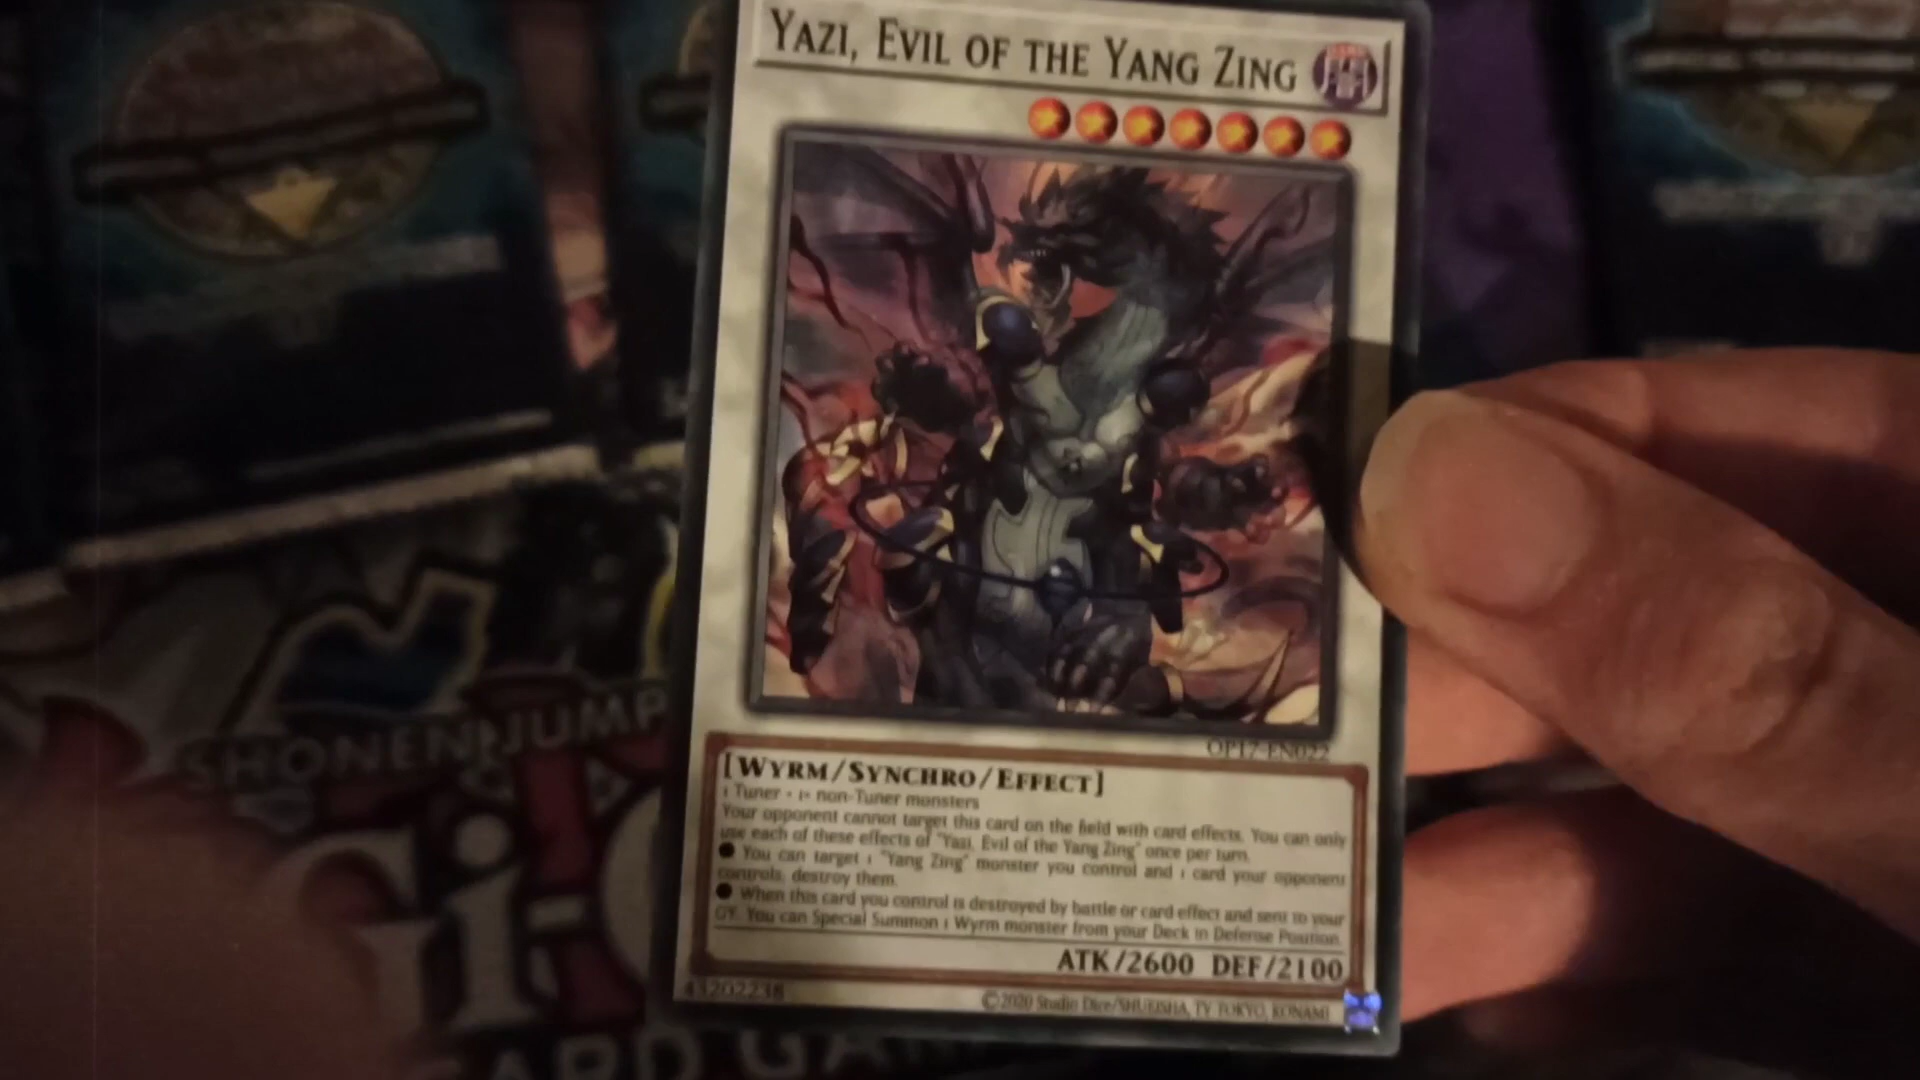 YAZI, EVIL OF THE YANG ZING
OP17-EN022
[WYRM/SYNCHRO/EFFECT]
1 Tuner + 1+ non-Tuner monsters
Your opponent cannot target this card on the field with card effects. You can only
use each of these effects of "Yazi, Evil of the Yang Zing" once per turn.
● You can target 1 "Yang Zing" monster you control and 1 card your opponent
controls; destroy them.
● When this card you control is destroyed by battle or card effect and sent to your
GY: You can Special Summon 1 Wyrm monster from your Deck in Defense Position.
ATK/2600 DEF/2100
43202238
©2020 Studio Dice/SHUEISHA, TV TOKYO, KONAMI
SHONEN JUMP
Gi-O
CARD GA